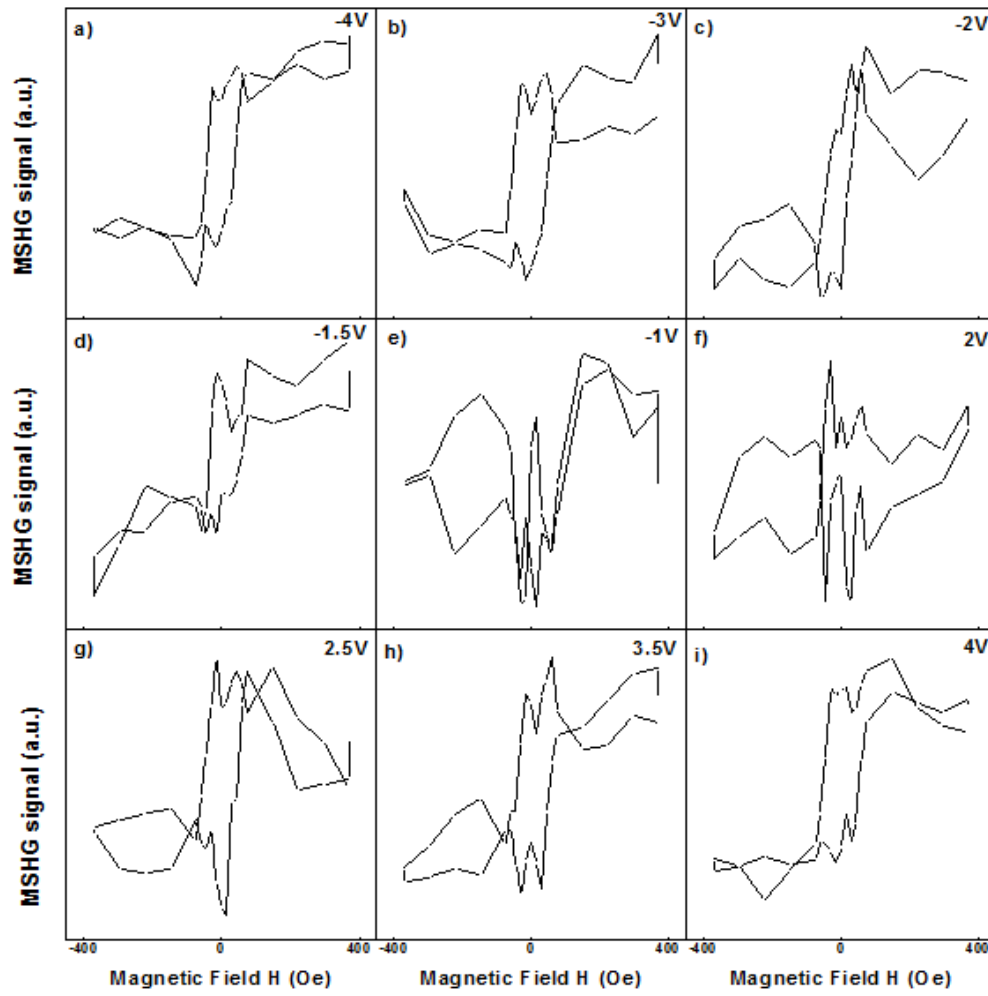 a) -4V
b) -3V
c) -2V
MSHG signal (a.u.)
d) -1.5V
e) -1V
f) 2V
MSHG signal (a.u.)
g) 2.5V
h) 3.5V
i) 4V
MSHG signal (a.u.)
-400 0 400
-400 0 400
-400 0 400
Magnetic Field H (Oe)
Magnetic Field H (Oe)
Magnetic Field H (Oe)